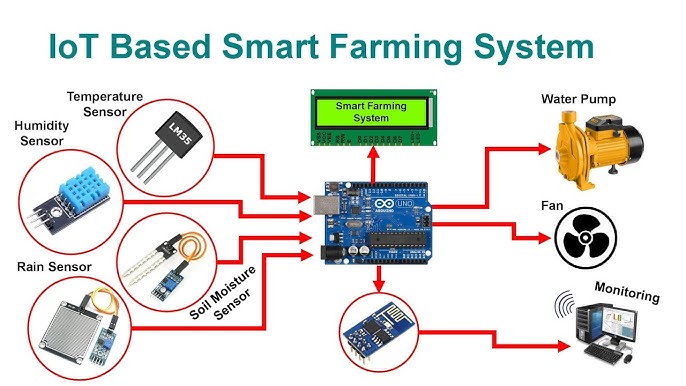 IoT Based Smart Farming System
Temperature
Sensor
LM35
Humidity
Sensor
Rain Sensor
Soil Moisture
Sensor
Smart Farming
System
UNO
ARDUINO
Water Pump
Fan
Monitoring